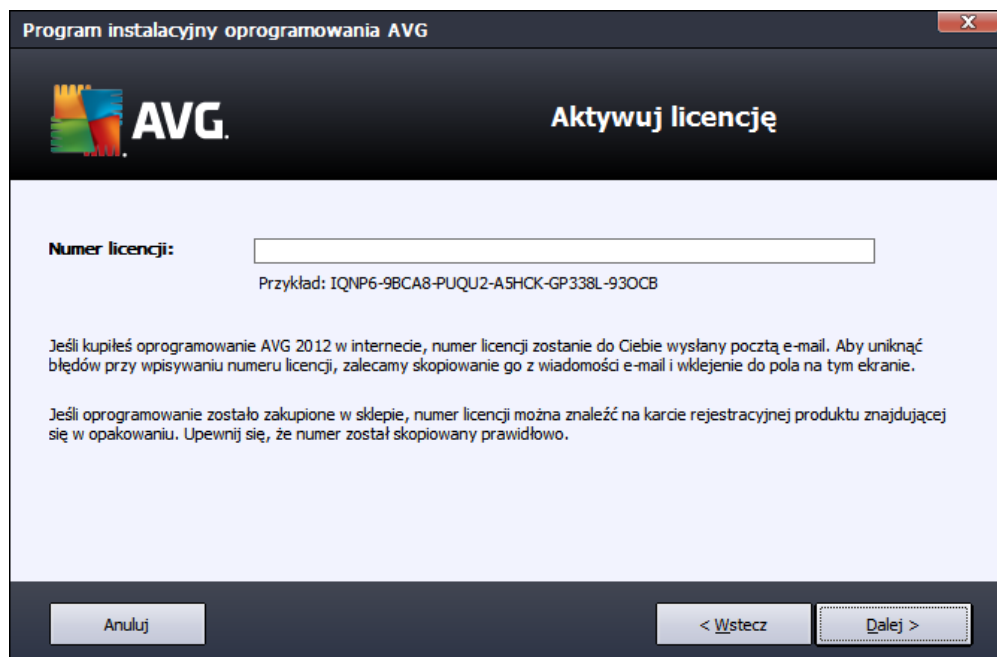 Program instalacyjny oprogramowania AVG
X
AVG.
Aktywuj licencję
Numer licencji:
Przykład: IQNP6-9BCA8-PUQU2-A5HCK-GP338L-93OCB
Jeśli kupiłeś oprogramowanie AVG 2012 w internecie, numer licencji zostanie do Ciebie wysłany pocztą e-mail. Aby uniknąć
błędów przy wpisywaniu numeru licencji, zalecamy skopiowanie go z wiadomości e-mail i wklejenie do pola na tym ekranie.
Jeśli oprogramowanie zostało zakupione w sklepie, numer licencji można znaleźć na karcie rejestracyjnej produktu znajdującej
się w opakowaniu. Upewnij się, że numer został skopiowany prawidłowo.
Anuluj
< Wstecz
Dalej >